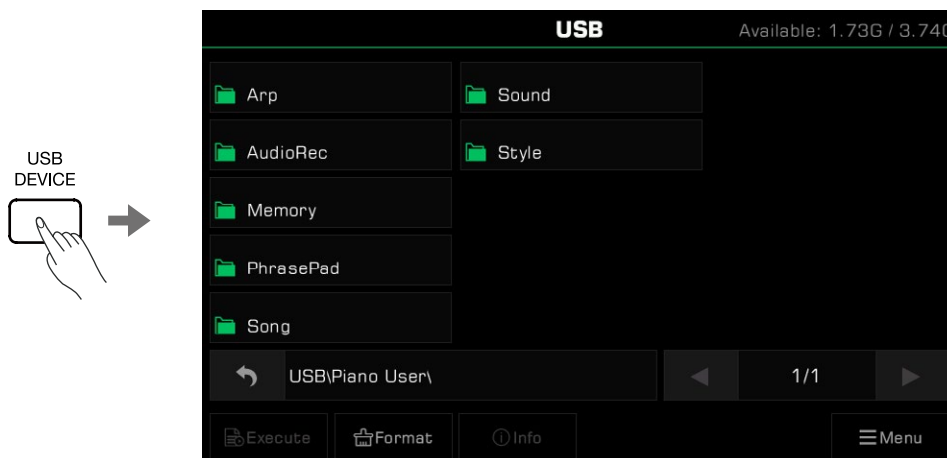 USB
DEVICE
USB
Available: 1.73G / 3.74G
Arp
Sound
AudioRec
Style
Memory
PhrasePad
Song
USB\Piano User\
1/1
Execute
Format
Info
Menu